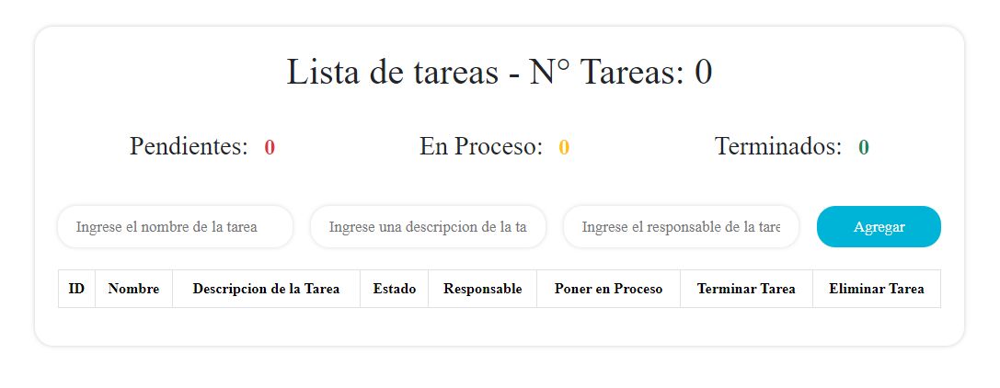 Lista de tareas - N° Tareas: 0
Pendientes: 0 En Proceso: 0 Terminados: 0
Ingrese el nombre de la tarea Ingrese una descripcion de la ta Ingrese el responsable de la tare Agregar
ID Nombre Descripcion de la Tarea Estado Responsable Poner en Proceso Terminar Tarea Eliminar Tarea